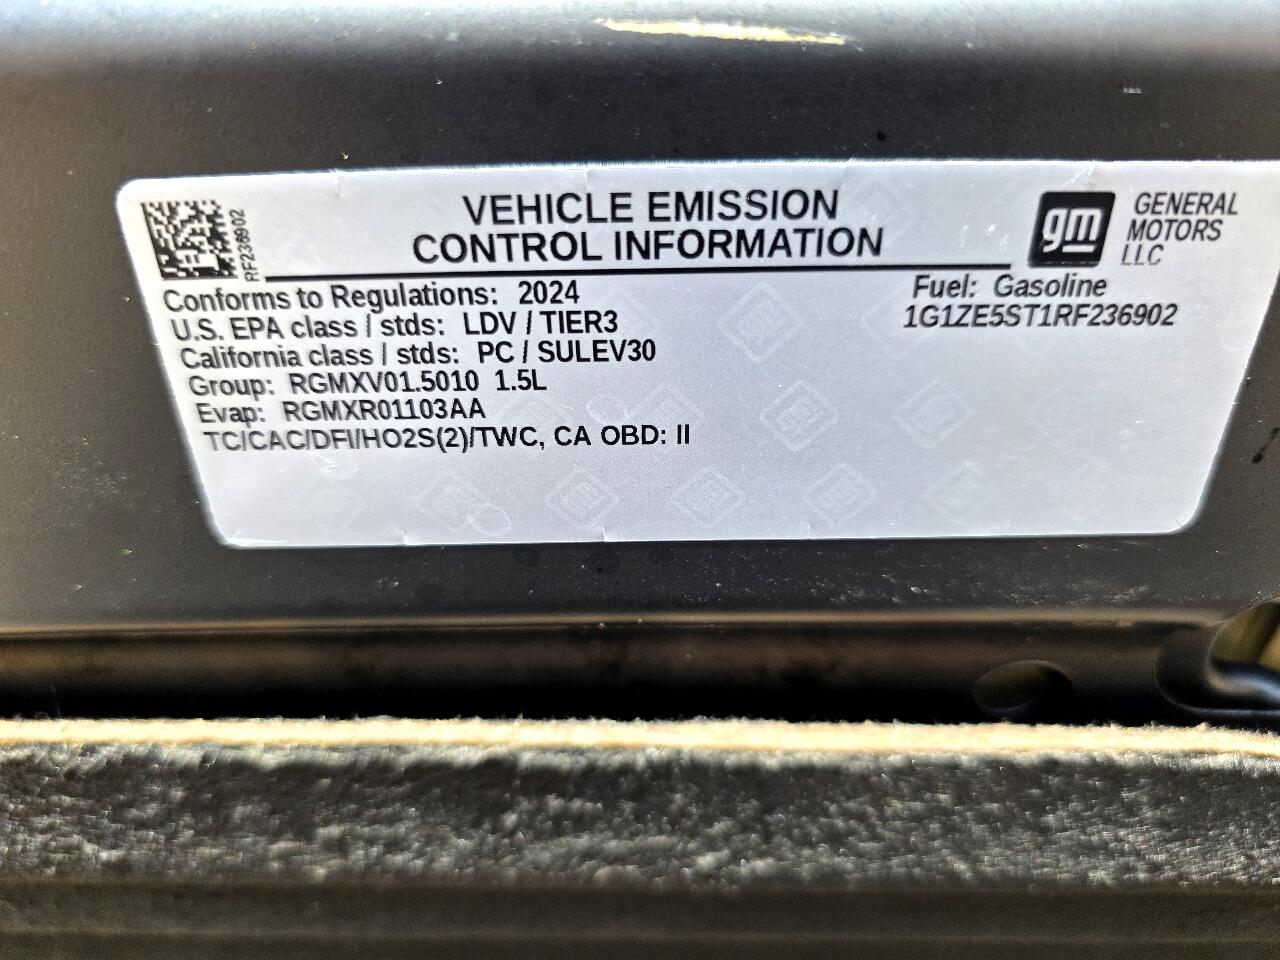 RF236902
VEHICLE EMISSION
CONTROL INFORMATION
gm
GENERAL
MOTORS
LLC
Conforms to Regulations: 2024
U.S. EPA class / stds: LDV / TIER3
California class / stds: PC / SULEV30
Group: RGMXV01.5010 1.5L
Evap: RGMXR01103AA
TC/CAC/DFI/HO2S(2)/TWC, CA OBD: II
Fuel: Gasoline
1G1ZE5ST1RF236902